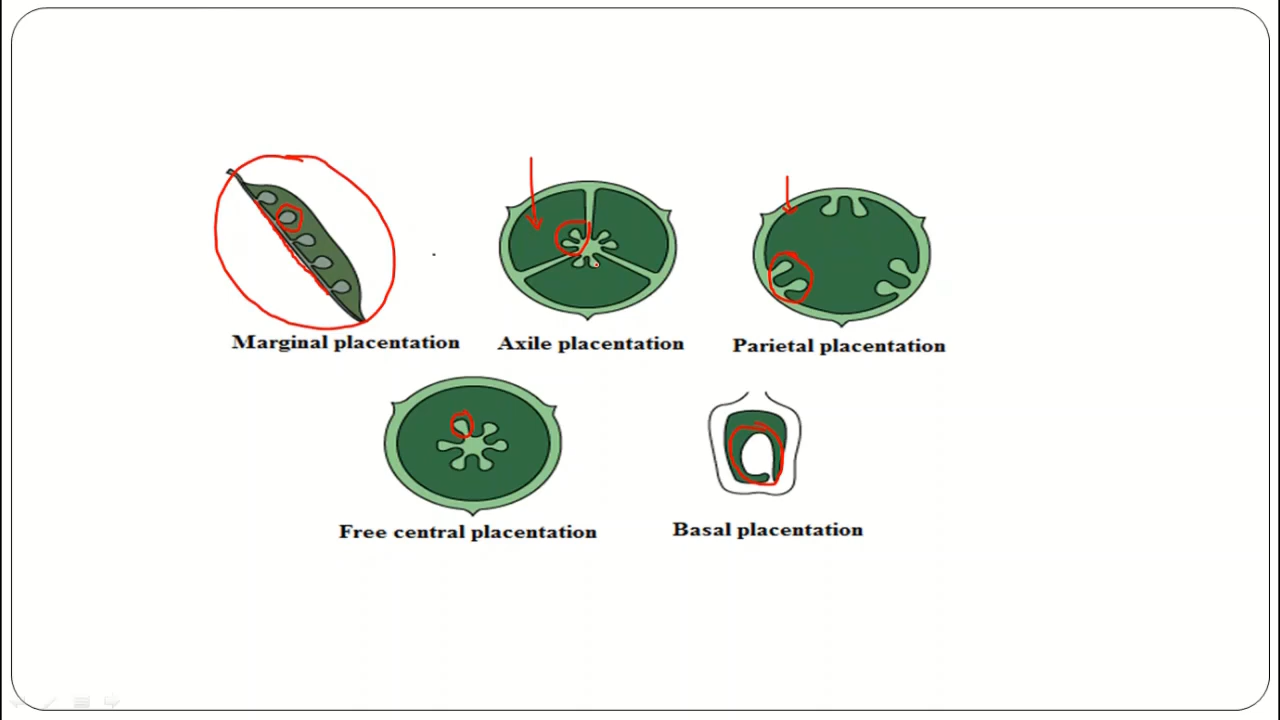 Marginal placentation
Axile placentation
Parietal placentation
Free central placentation
Basal placentation